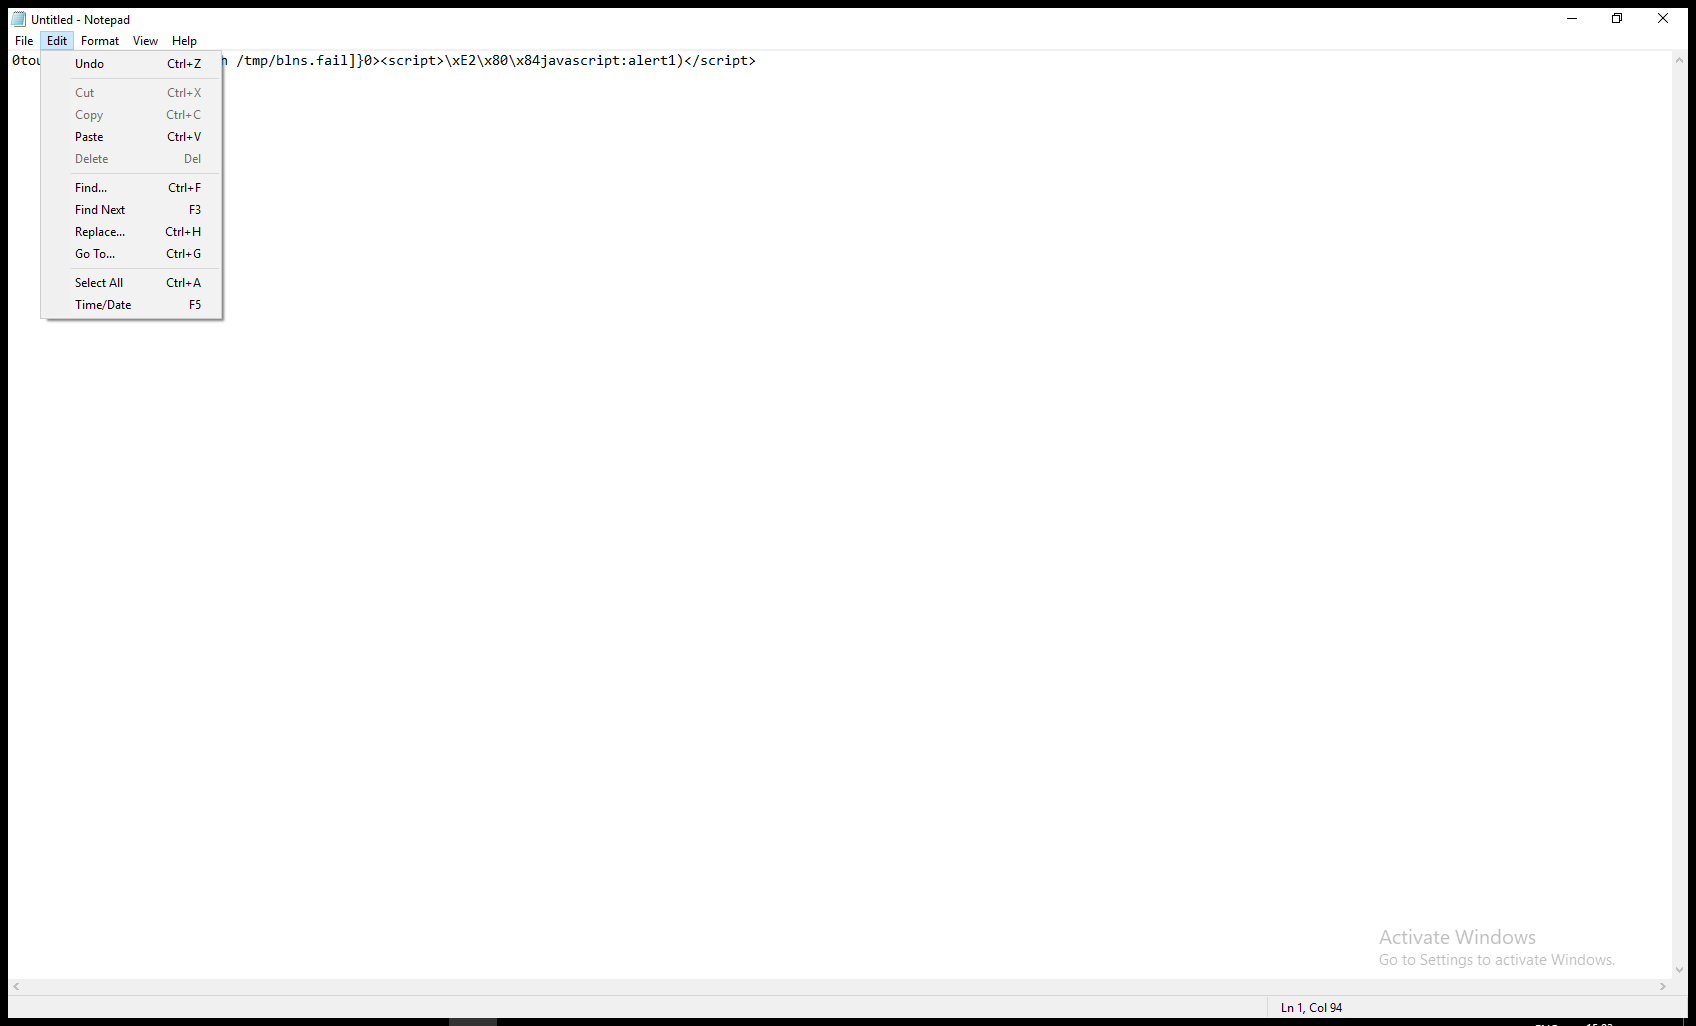 Untitled - Notepad
File Edit Format View Help
/tmp/blns.fail]}0><script>\xE2\x80\x84javascript:alert1)</script>
Undo Ctrl+Z
Cut Ctrl+X
Copy Ctrl+C
Paste Ctrl+V
Delete Del
Find... Ctrl+F
Find Next F3
Replace... Ctrl+H
Go To... Ctrl+G
Select All Ctrl+A
Time/Date F5
Activate Windows
Go to Settings to activate Windows.
Ln 1, Col 94